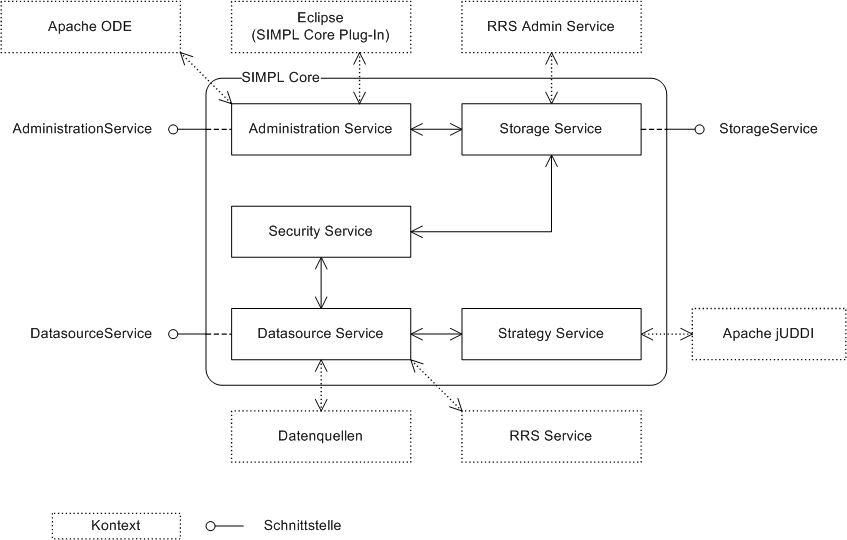 Apache ODE
Eclipse
(SIMPL Core Plug-In)
RRS Admin Service
SIMPL Core
AdministrationService
Administration Service
Storage Service
StorageService
Security Service
DatasourceService
Datasource Service
Strategy Service
Apache jUDDI
Datenquellen
RRS Service
Kontext
Schnittstelle